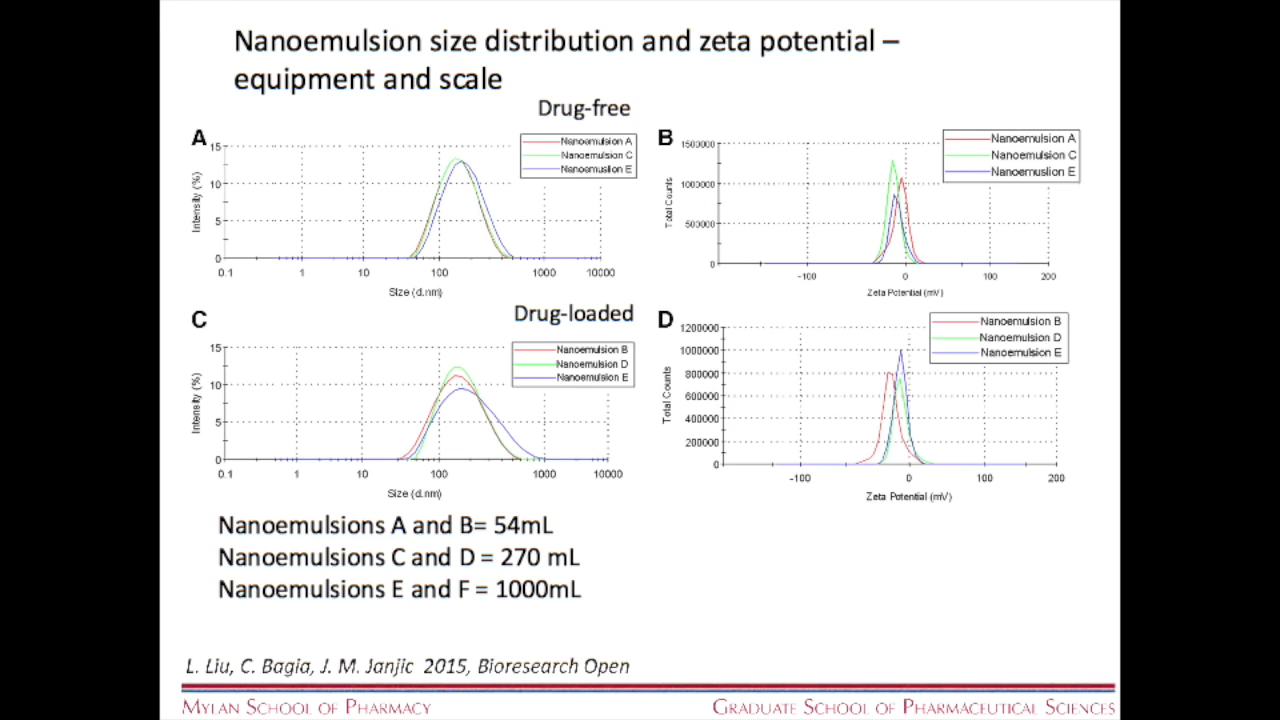 Nanoemulsion size distribution and zeta potential –
equipment and scale
Drug-free
A
Nanoemulsion A
Nanoemulsion C
Nanoemuslion E
15
10
5
0
Intensity (%)
0.1 1 10 100 1000 10000
Size (d.nm)
B
Nanoemulsion A
Nanoemulsion C
Nanoemuslion E
1500000
1000000
500000
0
Total Counts
-100 0 100 200
Zeta Potential (mV)
Drug-loaded
C
Nanoemulsion B
Nanoemulsion D
Nanoemulsion E
15
10
5
0
Intensity (%)
0.1 1 10 100 1000 10000
Size (d.nm)
D
Nanoemulsion B
Nanoemulsion D
Nanoemulsion E
1200000
1000000
800000
600000
400000
200000
0
Total Counts
-100 0 100 200
Zeta Potential (mV)
Nanoemulsions A and B= 54mL
Nanoemulsions C and D = 270 mL
Nanoemulsions E and F = 1000mL
L. Liu, C. Bagia, J. M. Janjic 2015, Bioresearch Open
MYLAN SCHOOL OF PHARMACY
GRADUATE SCHOOL OF PHARMACEUTICAL SCIENCES